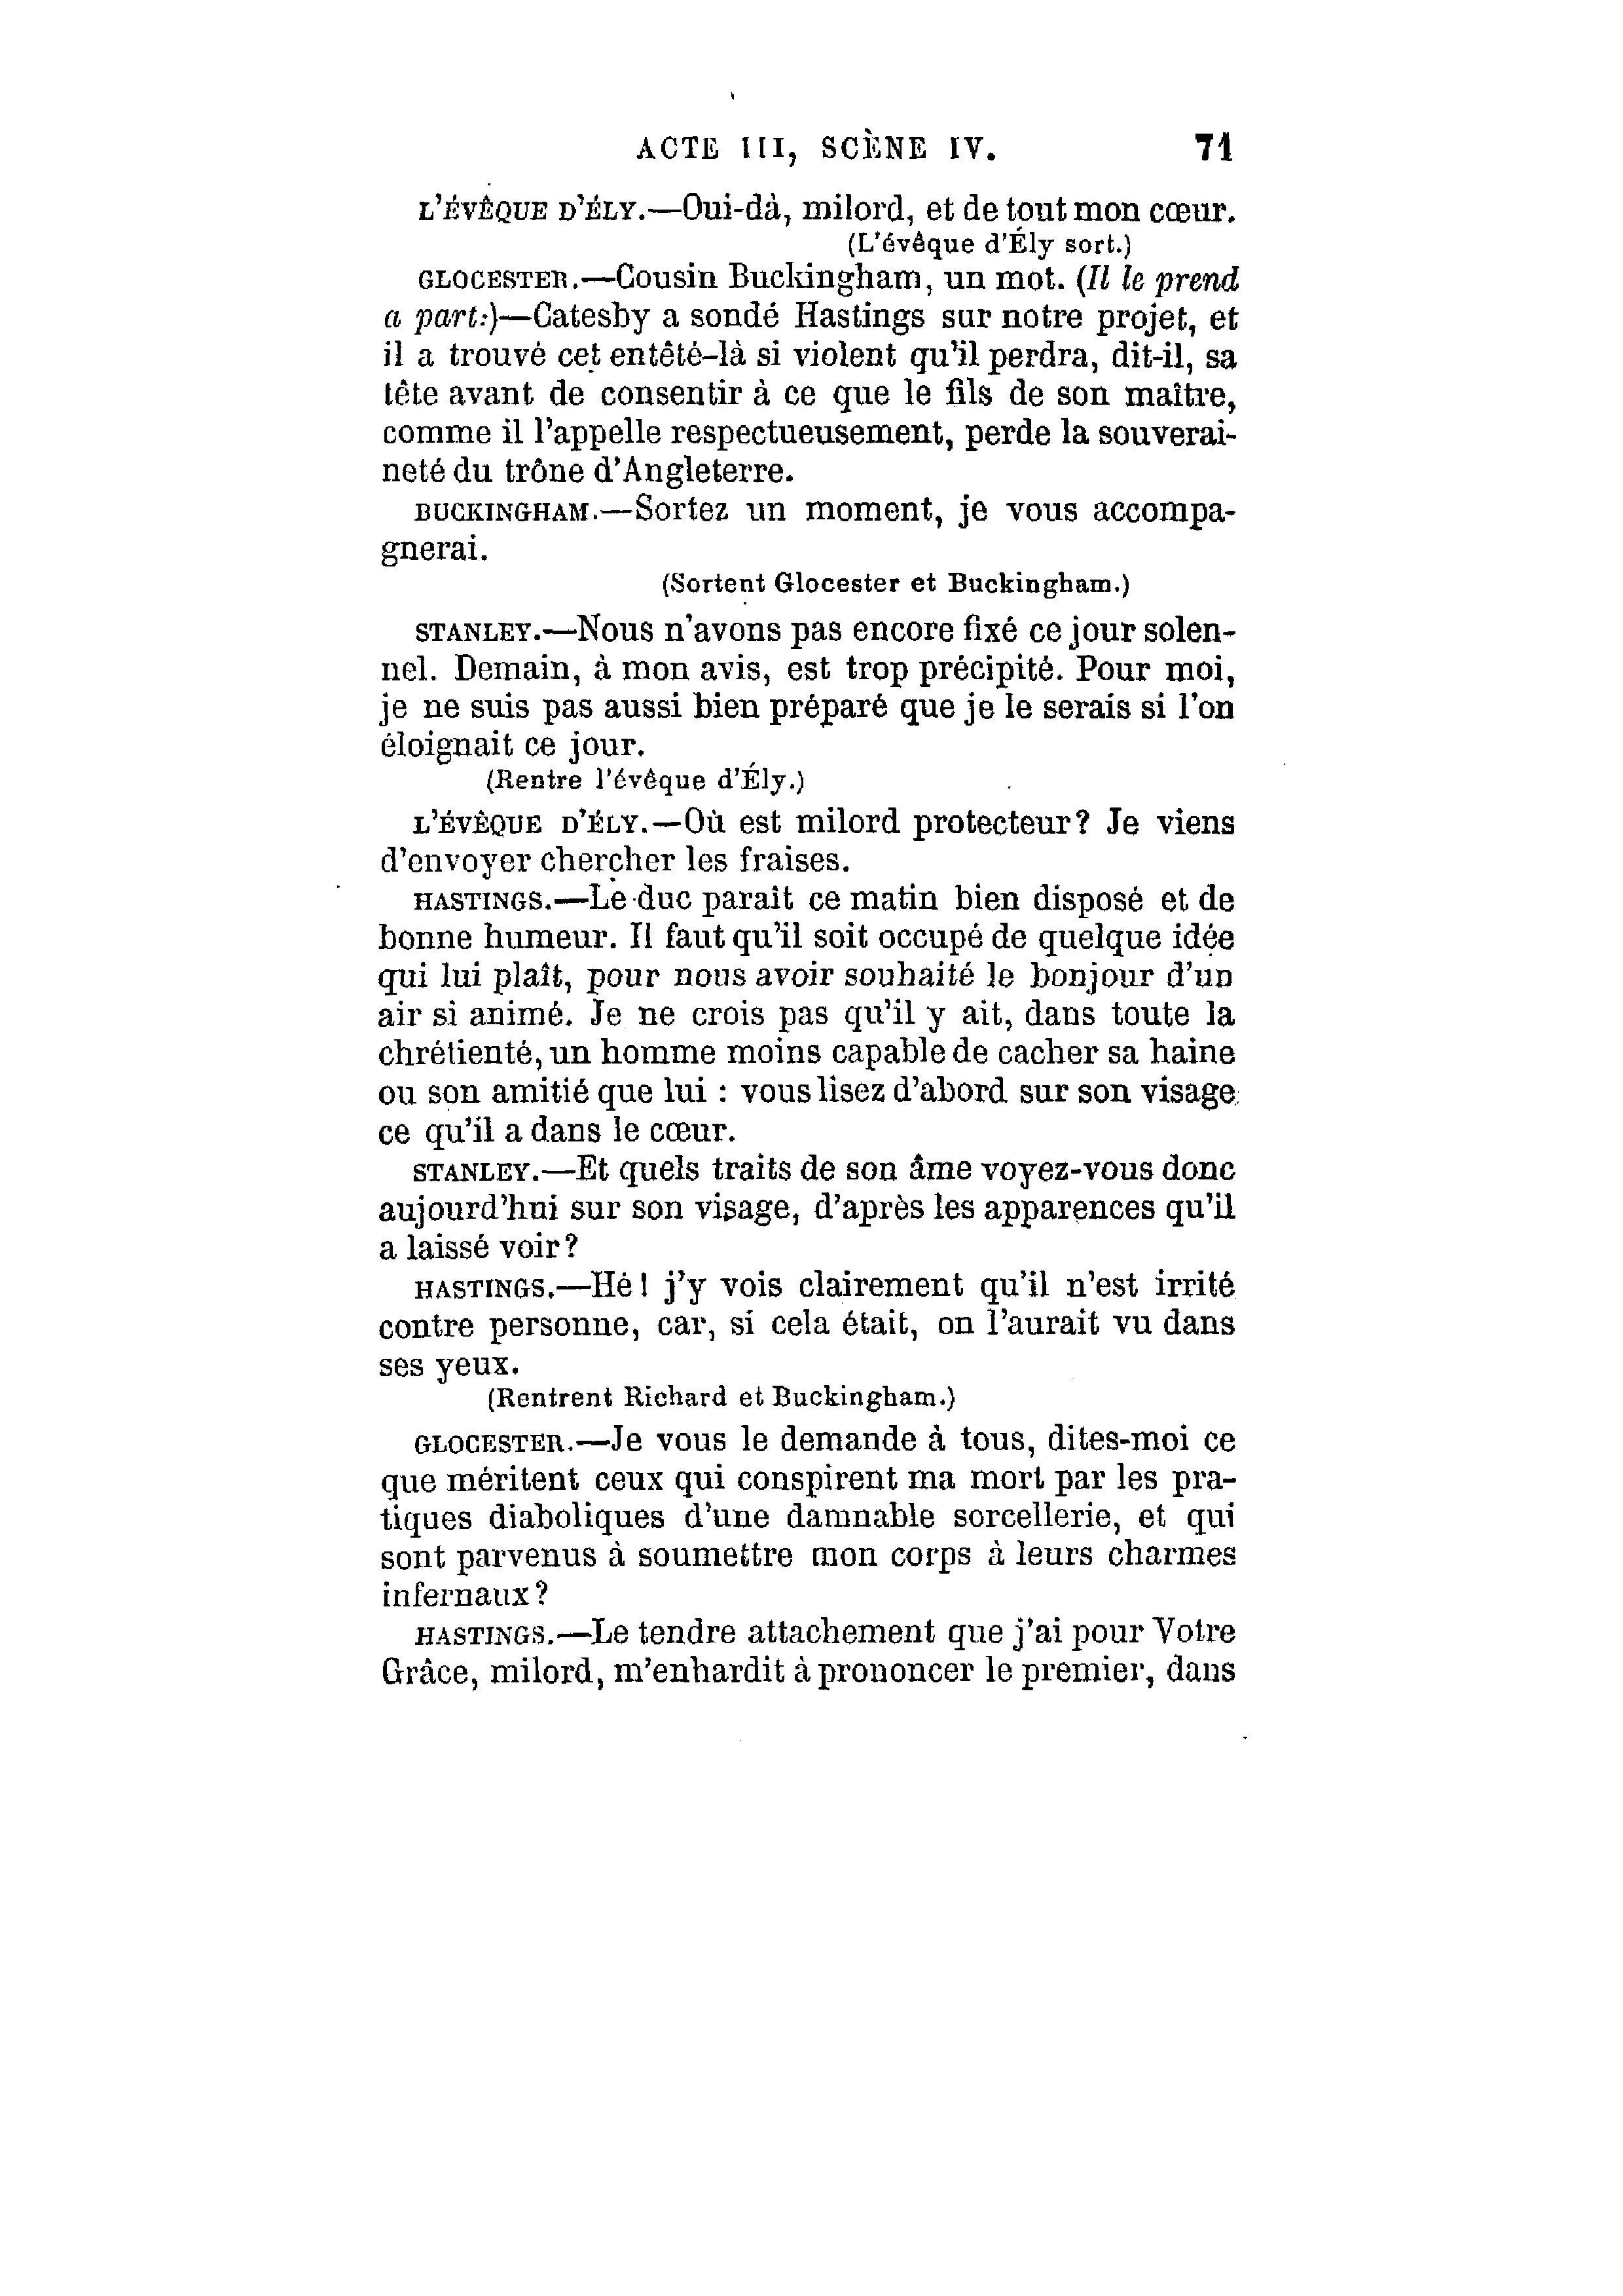 ACTE III, SCÈNE IV. 71
L'ÉVÊQUE D'ÉLY.—Oui-dà, milord, et de tout mon cœur.
(L'évêque d'Ély sort.)
GLOCESTER.—Cousin Buckingham, un mot. (Il le prend
a part:)—Catesby a sondé Hastings sur notre projet, et
il a trouvé cet entêté-là si violent qu'il perdra, dit-il, sa
tête avant de consentir à ce que le fils de son maître,
comme il l'appelle respectueusement, perde la souverai-
neté du trône d'Angleterre.
BUCKINGHAM.—Sortez un moment, je vous accompa-
gnerai.
(Sortent Glocester et Buckingham.)
STANLEY.—Nous n'avons pas encore fixé ce jour solen-
nel. Demain, à mon avis, est trop précipité. Pour moi,
je ne suis pas aussi bien préparé que je le serais si l'on
éloignait ce jour.
(Rentre l'évêque d'Ély.)
L'ÉVÊQUE D'ÉLY.—Où est milord protecteur? Je viens
d'envoyer chercher les fraises.
HASTINGS.—Le duc paraît ce matin bien disposé et de
bonne humeur. Il faut qu'il soit occupé de quelque idée
qui lui plaît, pour nous avoir souhaité le bonjour d'un
air si animé. Je ne crois pas qu'il y ait, dans toute la
chrétienté, un homme moins capable de cacher sa haine
ou son amitié que lui : vous lisez d'abord sur son visage
ce qu'il a dans le cœur.
STANLEY.—Et quels traits de son âme voyez-vous donc
aujourd'hui sur son visage, d'après les apparences qu'il
a laissé voir?
HASTINGS.—Hé! j'y vois clairement qu'il n'est irrité
contre personne, car, si cela était, on l'aurait vu dans
ses yeux.
(Rentrent Richard et Buckingham.)
GLOCESTER.—Je vous le demande à tous, dites-moi ce
que méritent ceux qui conspirent ma mort par les pra-
tiques diaboliques d'une damnable sorcellerie, et qui
sont parvenus à soumettre mon corps à leurs charmes
infernaux?
HASTINGS.—Le tendre attachement que j'ai pour Votre
Grâce, milord, m'enhardit à prononcer le premier, dans